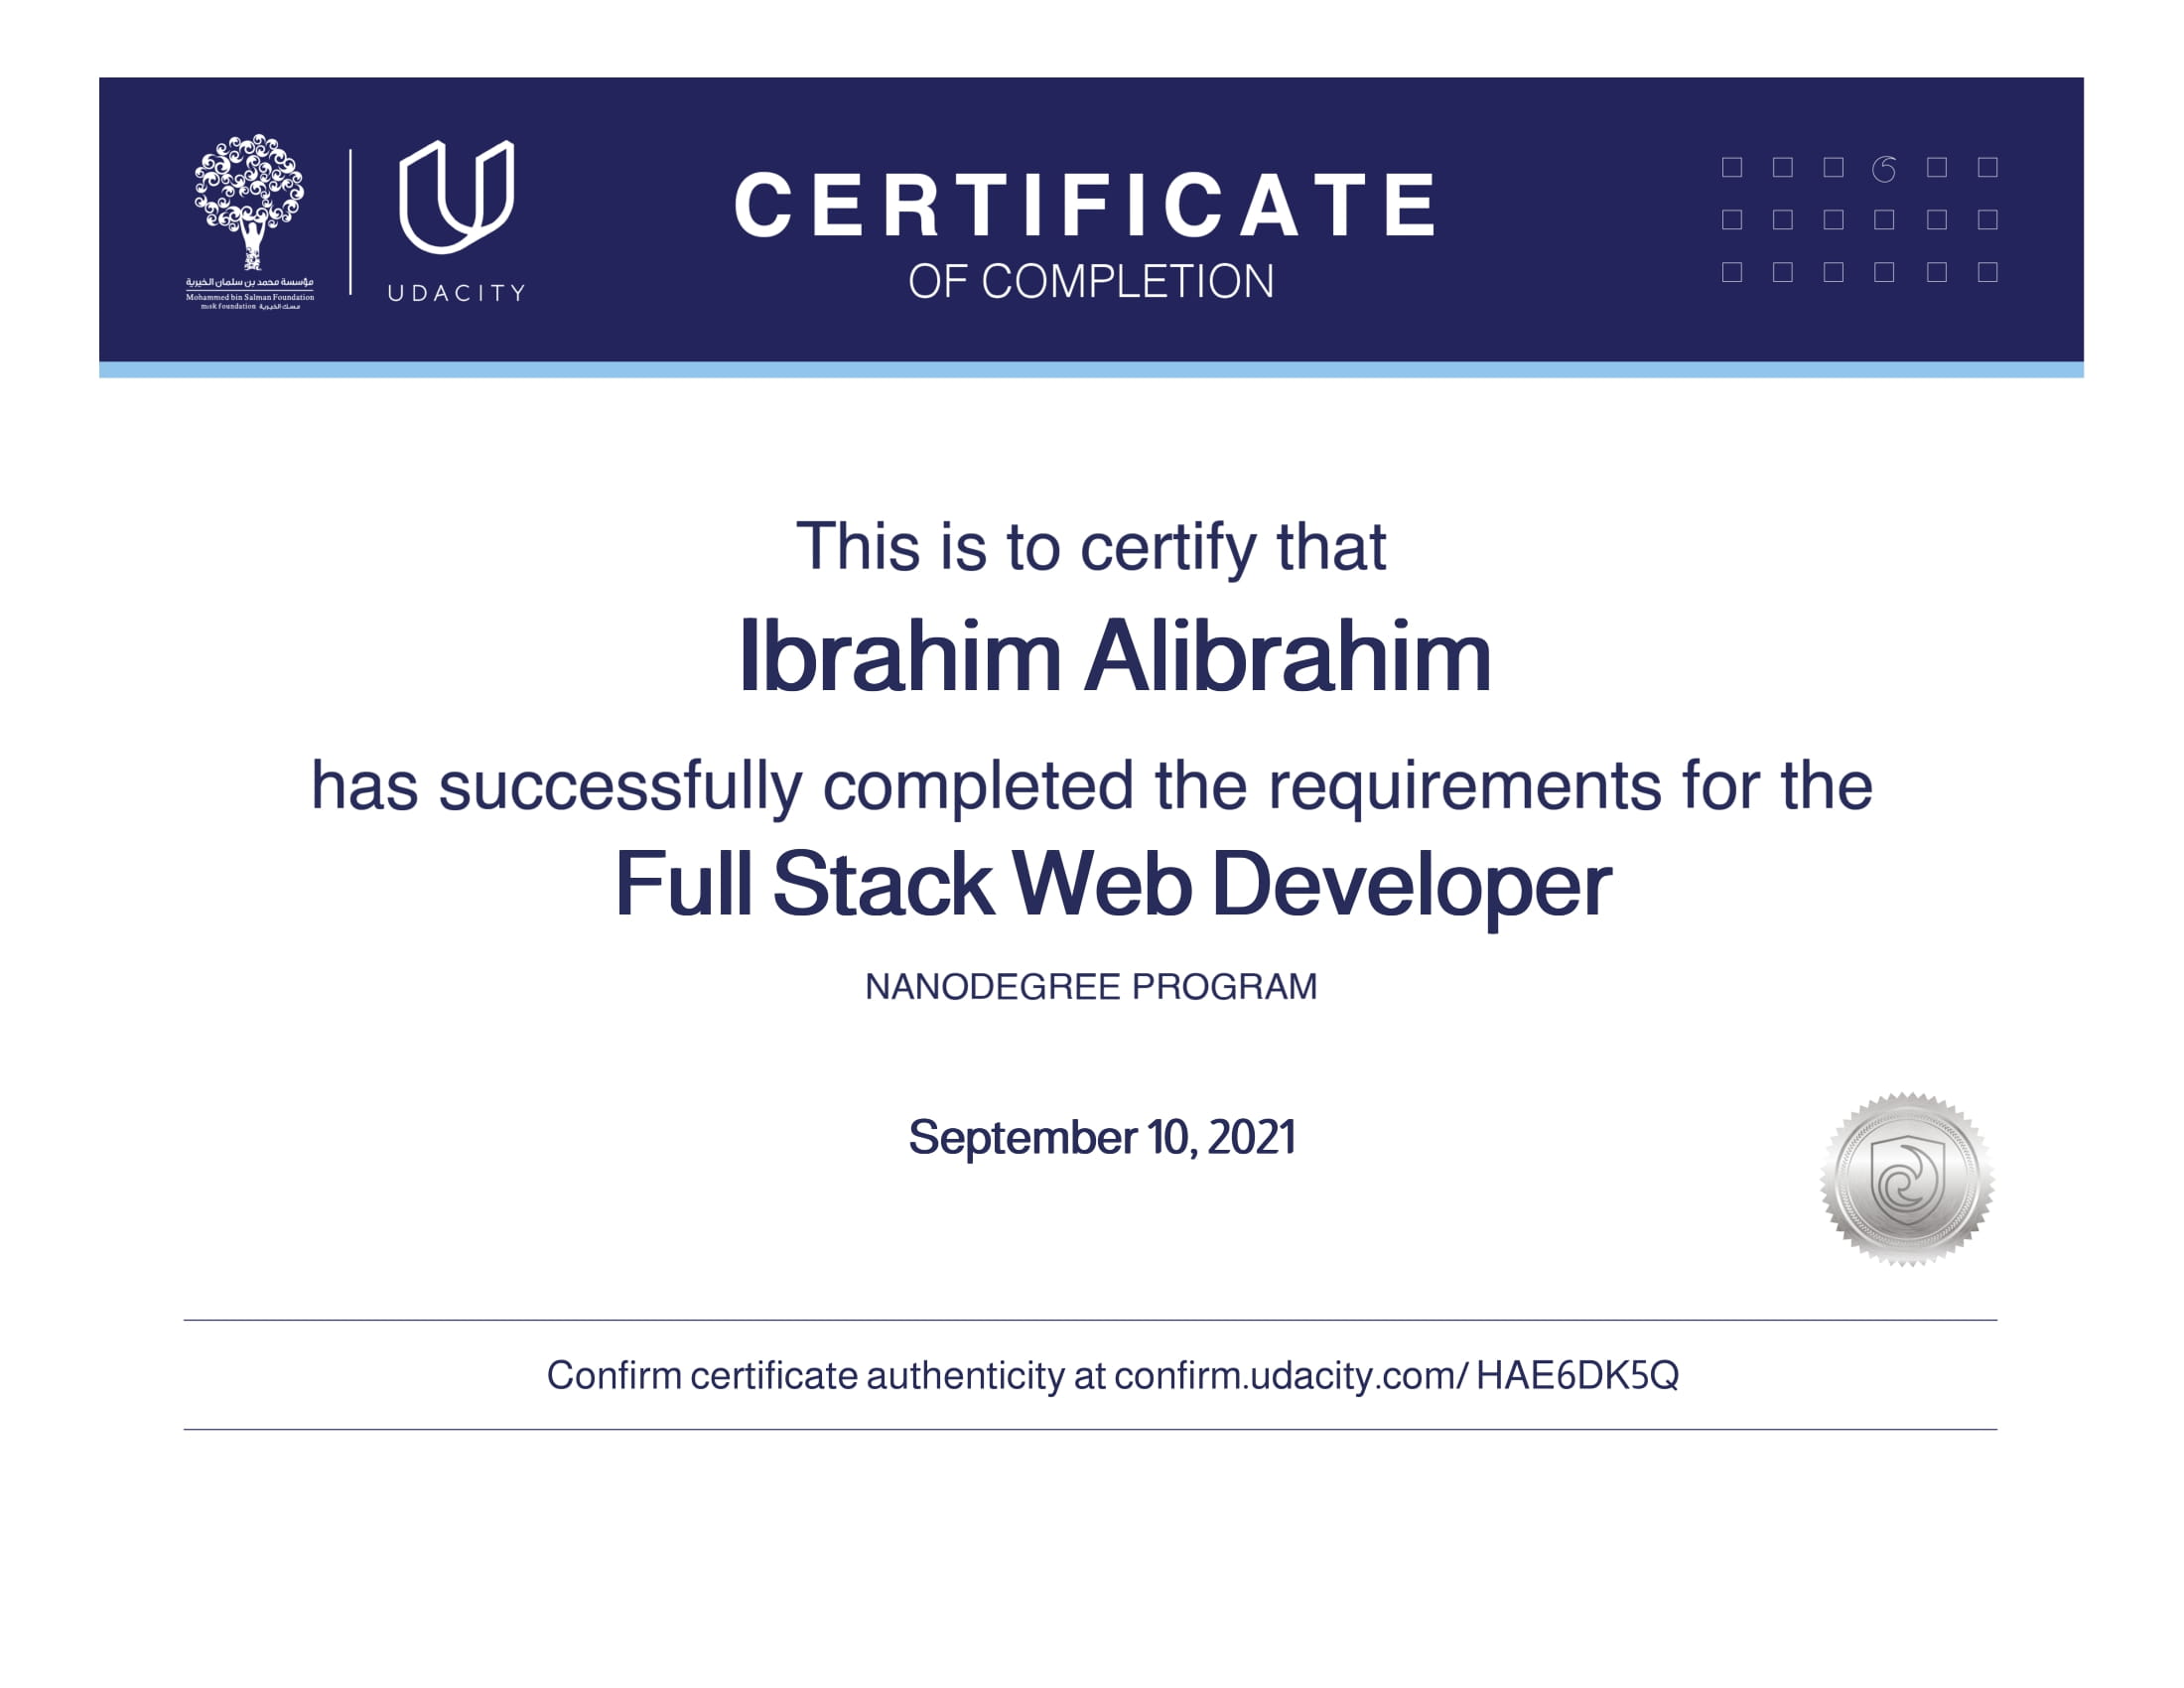 مؤسسة محمد بن سلمان الخيرية
Mohammed bin Salman Foundation
misk foundation مسك الخيرية
UDACITY
CERTIFICATE
OF COMPLETION
This is to certify that
Ibrahim Alibrahim
has successfully completed the requirements for the
Full Stack Web Developer
NANODEGREE PROGRAM
September 10, 2021
Confirm certificate authenticity at confirm.udacity.com/ HAE6DK5Q